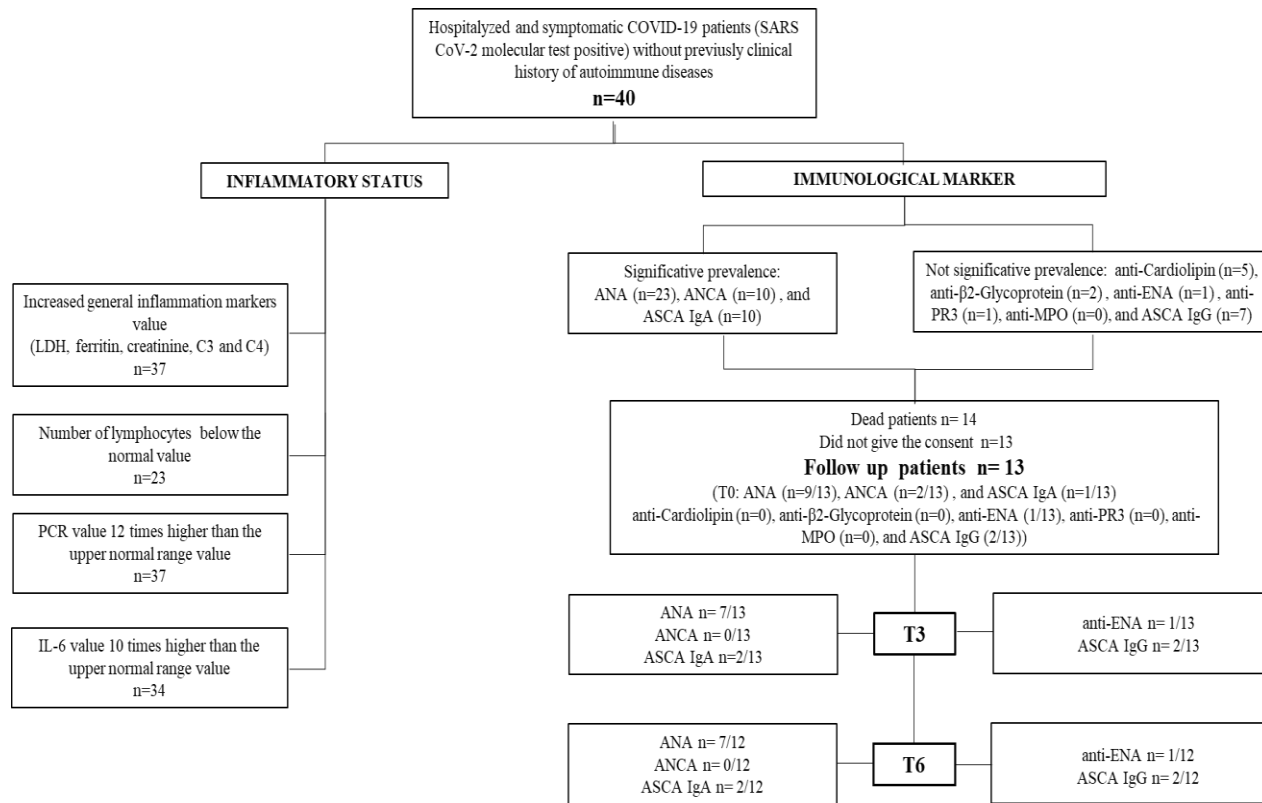 Hospitalyzed and symptomatic COVID-19 patients (SARS
CoV-2 molecular test positive) without previusly clinical
history of autoimmune diseases
n=40
INFIAMMATORY STATUS
IMMUNOLOGICAL MARKER
Increased general inflammation markers
value
(LDH, ferritin, creatinine, C3 and C4)
n=37
Number of lymphocytes below the
normal value
n=23
PCR value 12 times higher than the
upper normal range value
n=37
IL-6 value 10 times higher than the
upper normal range value
n=34
Significative prevalence:
ANA (n=23), ANCA (n=10) , and
ASCA IgA (n=10)
Not significative prevalence: anti-Cardiolipin (n=5),
anti-β2-Glycoprotein (n=2) , anti-ENA (n=1) , anti-
PR3 (n=1), anti-MPO (n=0), and ASCA IgG (n=7)
Dead patients n= 14
Did not give the consent n=13
Follow up patients n= 13
(T0: ANA (n=9/13), ANCA (n=2/13) , and ASCA IgA (n=1/13)
anti-Cardiolipin (n=0), anti-β2-Glycoprotein (n=0), anti-ENA (1/13), anti-PR3 (n=0), anti-
MPO (n=0), and ASCA IgG (2/13))
ANA n= 7/13
ANCA n= 0/13
ASCA IgA n=2/13
T3
anti-ENA n= 1/13
ASCA IgG n= 2/13
ANA n= 7/12
ANCA n= 0/12
ASCA IgA n= 2/12
T6
anti-ENA n= 1/12
ASCA IgG n= 2/12